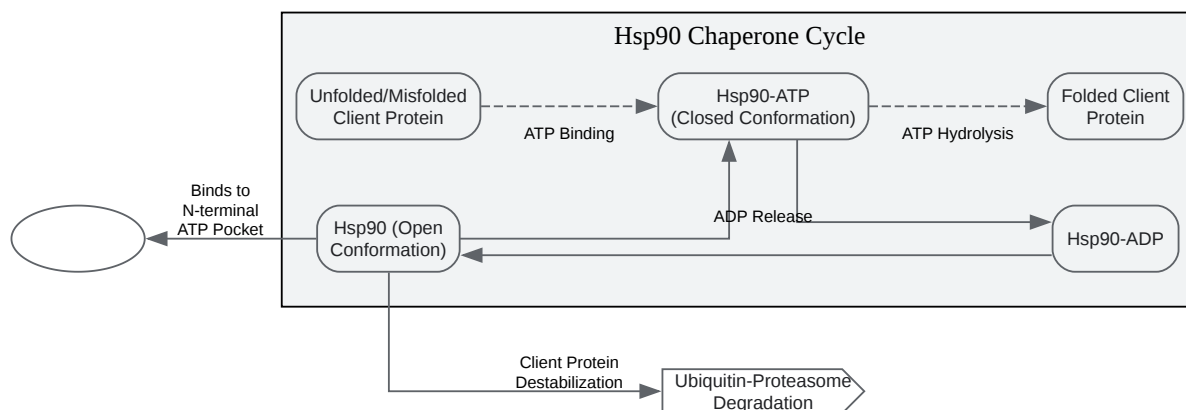 Hsp90 Chaperone Cycle
Unfolded/Misfolded
Client Protein
ATP Binding
Hsp90-ATP
(Closed Conformation)
ATP Hydrolysis
Folded Client
Protein
Binds to
N-terminal
ATP Pocket
Hsp90 (Open
Conformation)
ADP Release
Hsp90-ADP
Client Protein
Destabilization
Ubiquitin-Proteasome
Degradation